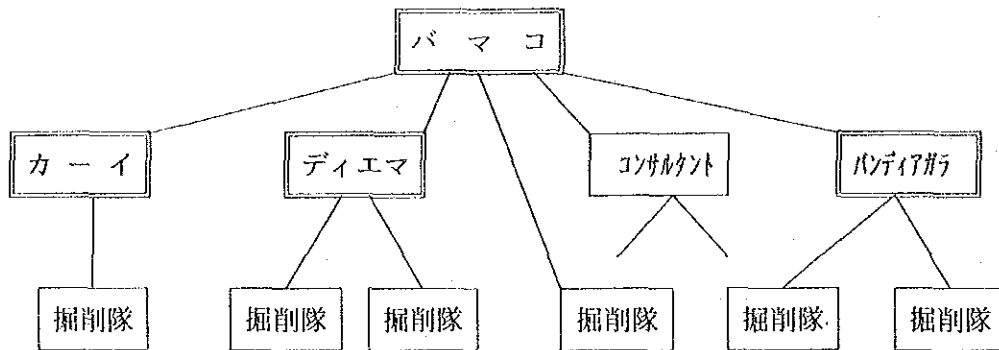 バ マ コ
カ ー イ
ディエマ
コンサルタント
バンディアガラ
掘削隊
掘削隊
掘削隊
掘削隊
掘削隊
掘削隊